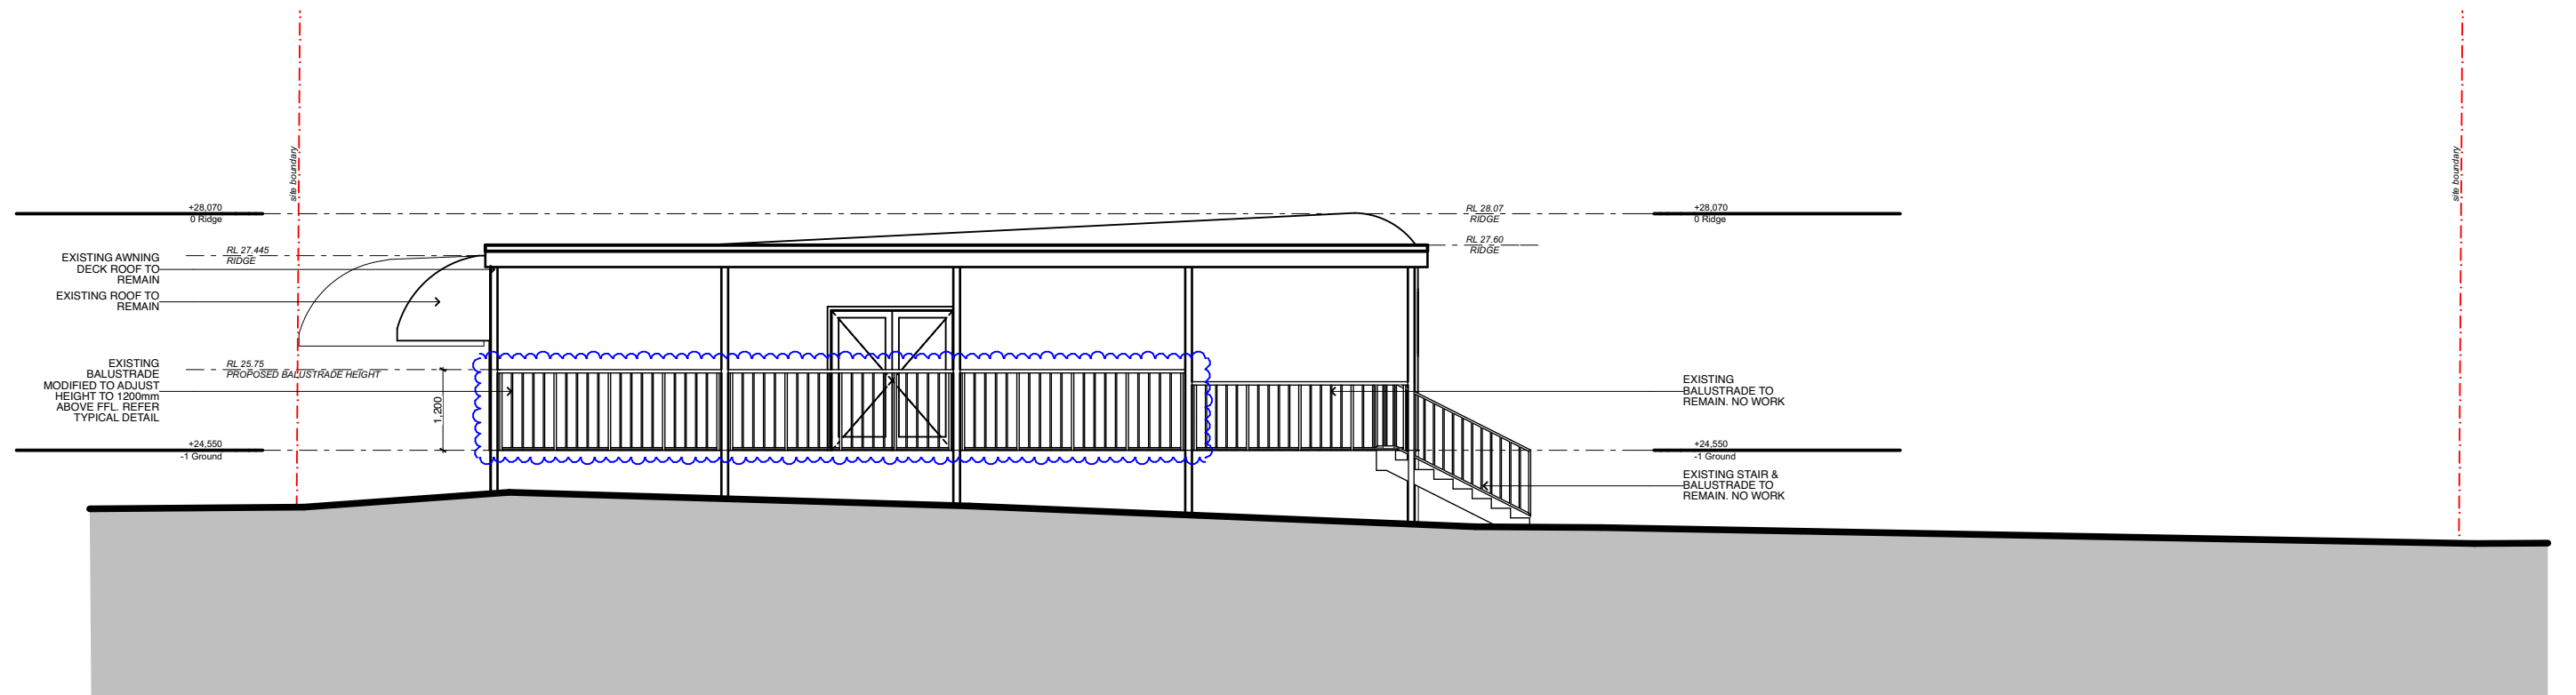 site boundary
site boundary
+28,070
0 Ridge
RL 28.07
RIDGE
+28,070
0 Ridge
RL 27.445
RIDGE
RL 27.60
RIDGE
EXISTING AWNING
DECK ROOF TO
REMAIN
EXISTING ROOF TO
REMAIN
EXISTING
BALUSTRADE
MODIFIED TO ADJUST
HEIGHT TO 1200mm
ABOVE FFL. REFER
TYPICAL DETAIL
RL 25.75
PROPOSED BALUSTRADE HEIGHT
1,200
EXISTING
BALUSTRADE TO
REMAIN. NO WORK
+24,550
-1 Ground
+24,550
-1 Ground
EXISTING STAIR &
BALUSTRADE TO
REMAIN. NO WORK